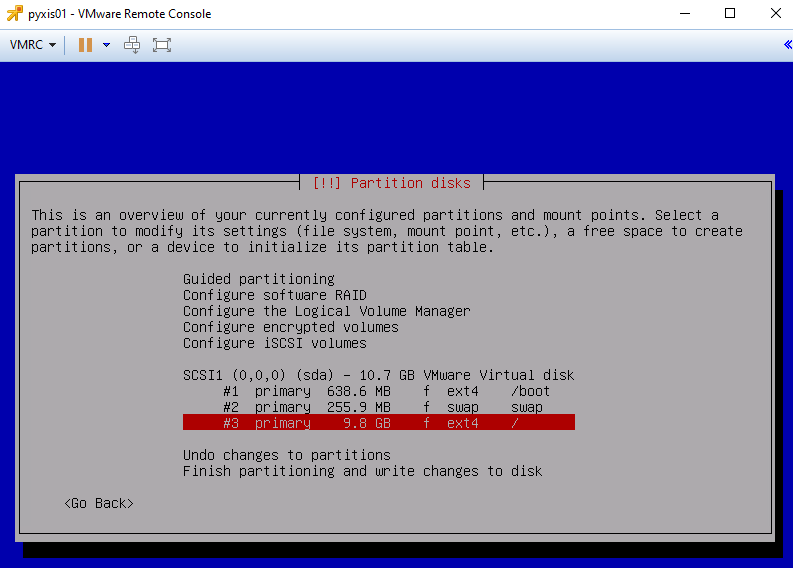 pyxis01 - VMware Remote Console
VMRC
[!!] Partition disks
This is an overview of your currently configured partitions and mount points. Select a
partition to modify its settings (file system, mount point, etc.), a free space to create
partitions, or a device to initialize its partition table.
Guided partitioning
Configure software RAID
Configure the Logical Volume Manager
Configure encrypted volumes
Configure iSCSI volumes
SCSI1 (0,0,0) (sda) - 10.7 GB VMware Virtual disk
#1 primary 638.6 MB f ext4 /boot
#2 primary 255.9 MB f swap swap
#3 primary 9.8 GB f ext4 /
Undo changes to partitions
Finish partitioning and write changes to disk
<Go Back>